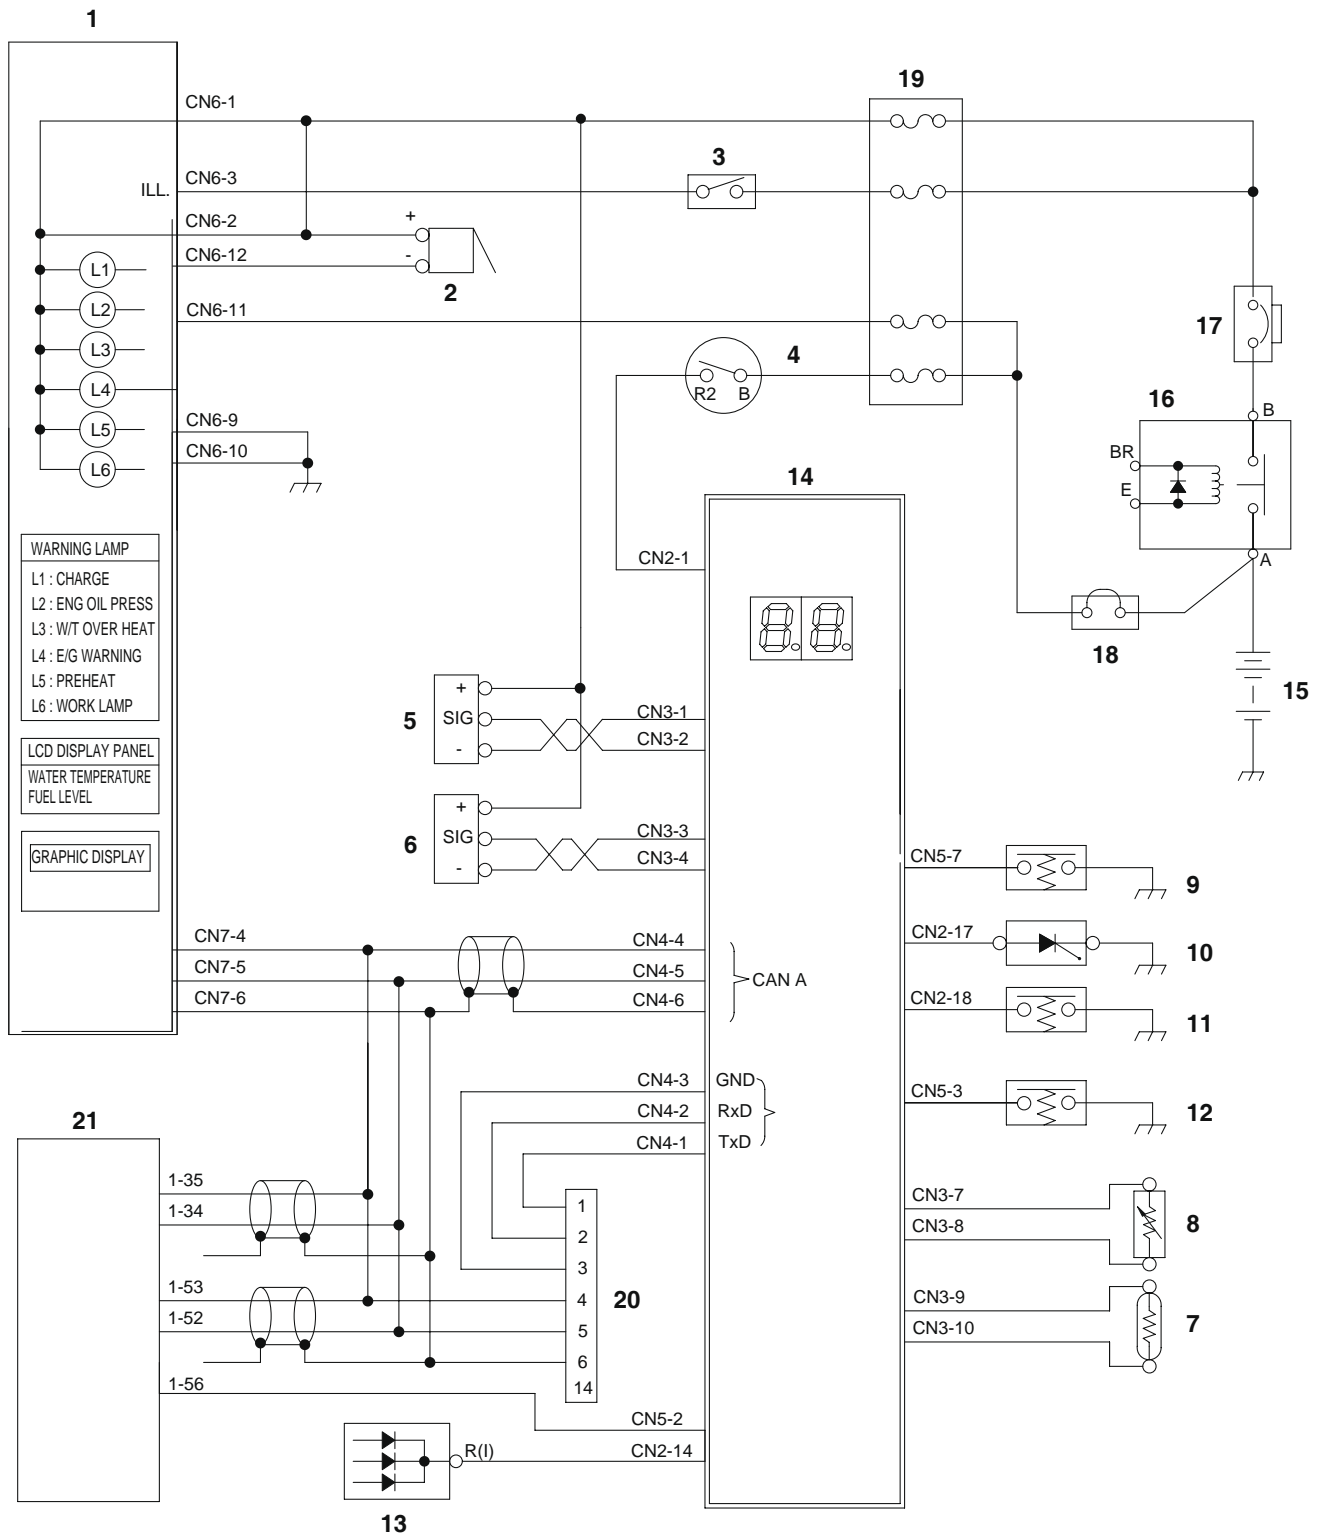 1
19
CN6-1
3
ILL.
CN6-3
CN6-2
+
CN6-12
-
2
L1
L2
L3
L4
L5
L6
CN6-11
17
4
R2
B
16
B
CN6-9
CN6-10
BR
E
14
A
CN2-1
18
15
WARNING LAMP
L1 : CHARGE
L2 : ENG OIL PRESS
L3 : W/T OVER HEAT
L4 : E/G WARNING
L5 : PREHEAT
L6 : WORK LAMP
LCD DISPLAY PANEL
WATER TEMPERATURE
FUEL LEVEL
GRAPHIC DISPLAY
5
+
SIG
-
CN3-1
CN3-2
6
+
SIG
-
CN3-3
CN3-4
CN5-7
9
CN2-17
10
CN2-18
11
CN5-3
12
CN7-4
CN7-5
CN7-6
CN4-4
CN4-5
CN4-6
CAN A
CN4-3
GND
CN4-2
RxD
CN4-1
TxD
21
1-35
1-34
1-53
1-52
1-56
1
2
3
4
5
6
14
20
CN3-7
CN3-8
8
CN3-9
CN3-10
7
CN5-2
R(I)
CN2-14
13